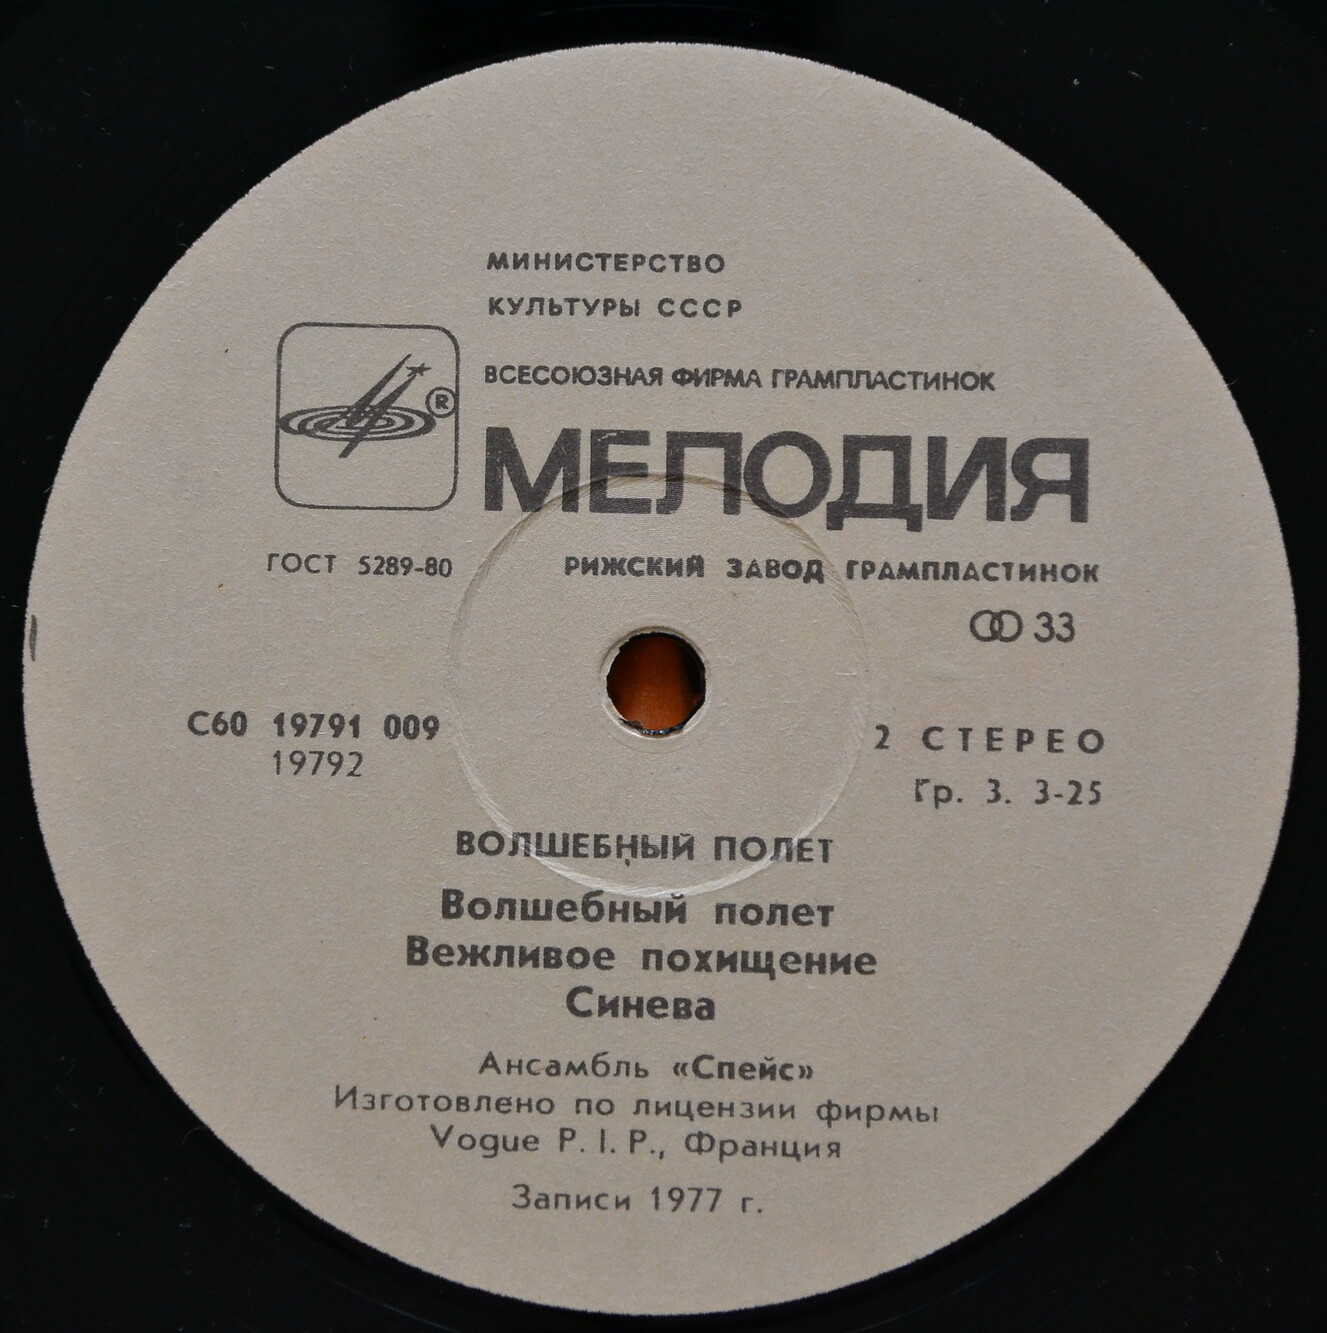 МИНИСТЕРСТВО
КУЛЬТУРЫ СССР
ВСЕСОЮЗНАЯ ФИРМА ГРАМПЛАСТИНОК
®
МЕЛОДИЯ
ГОСТ 5289-80
РИЖСКИЙ ЗАВОД ГРАМПЛАСТИНОК
33
С60 19791 009
19792
2 СТЕРЕО
Гр. 3. 3-25
ВОЛШЕБНЫЙ ПОЛЕТ
Волшебный полет
Вежливое похищение
Синева
Ансамбль «Спейс»
Изготовлено по лицензии фирмы
Vogue P. I. P., Франция
Записи 1977 г.